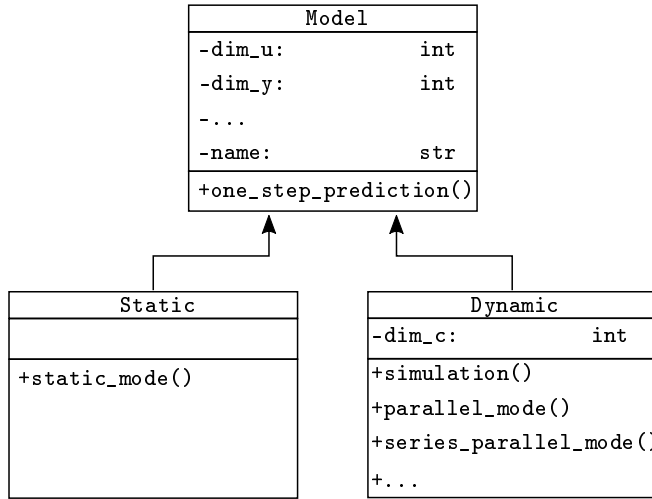 Model
-dim_u: int
-dim_y: int
-...
-name: str
+one_step_prediction()
Static
+static_mode()
Dynamic
-dim_c: int
+simulation()
+parallel_mode()
+series_parallel_mode()
+...